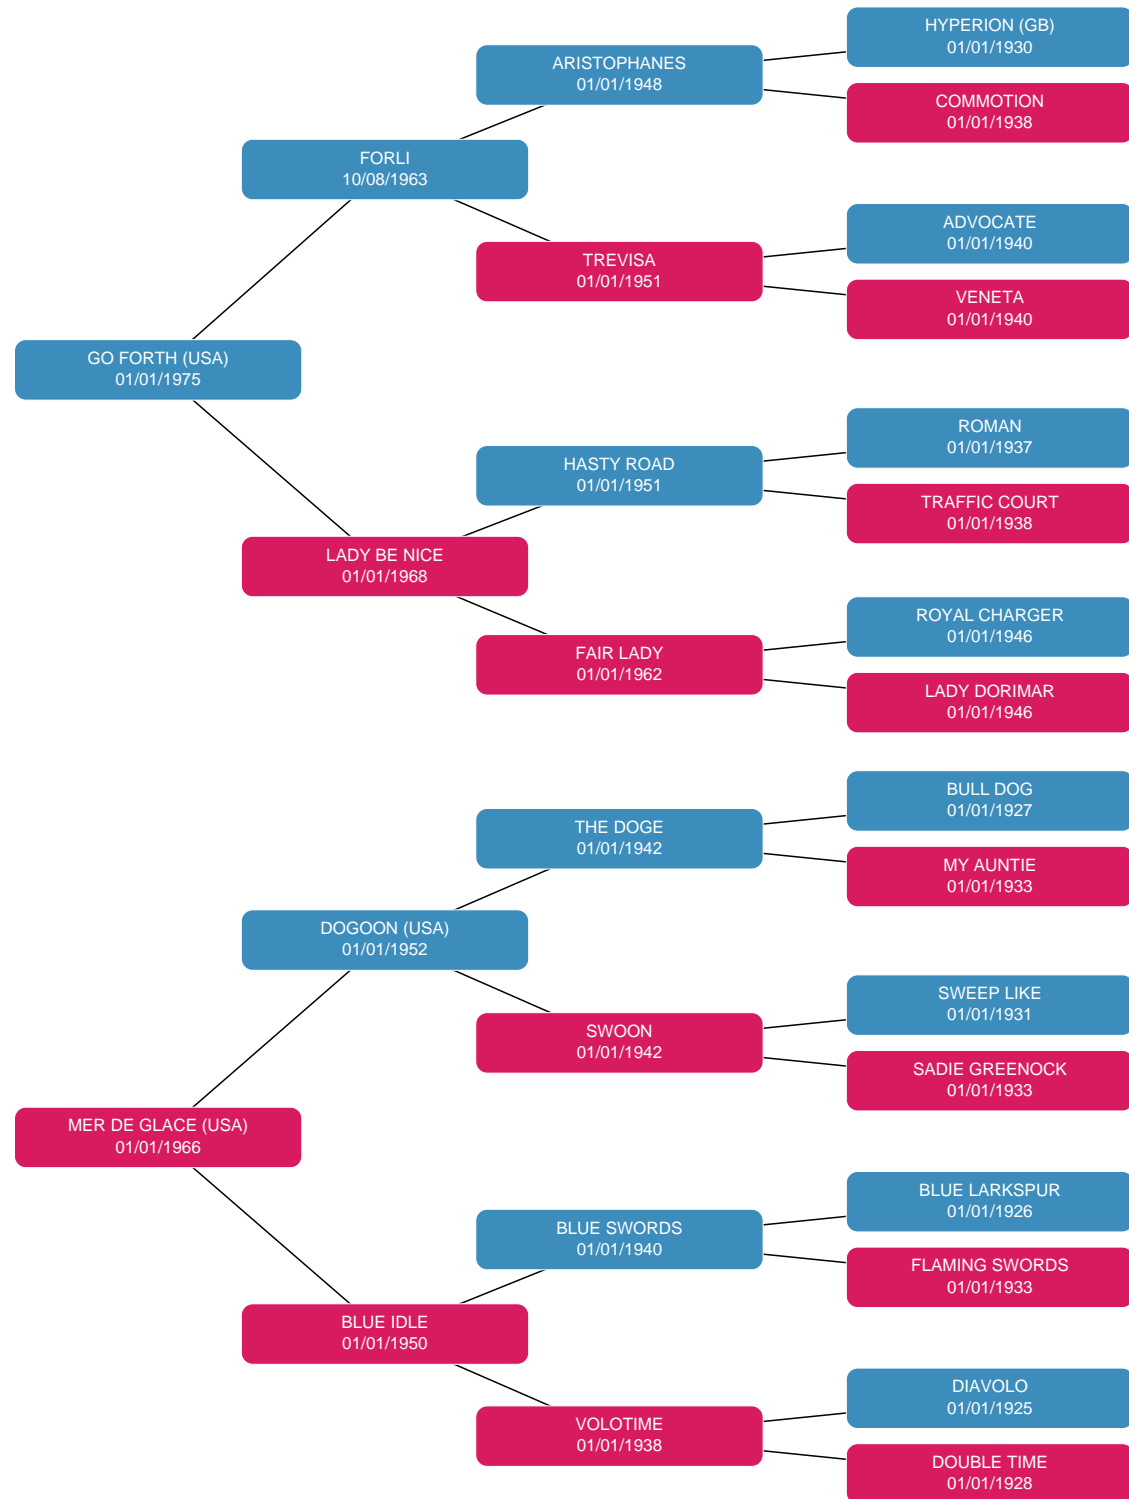 HYPERION (GB)
01/01/1930
ARISTOPHANES
01/01/1948
COMMOTION
01/01/1938
FORLI
10/08/1963
ADVOCATE
01/01/1940
TREVISA
01/01/1951
VENETA
01/01/1940
GO FORTH (USA)
01/01/1975
ROMAN
01/01/1937
HASTY ROAD
01/01/1951
TRAFFIC COURT
01/01/1938
LADY BE NICE
01/01/1968
ROYAL CHARGER
01/01/1946
FAIR LADY
01/01/1962
LADY DORIMAR
01/01/1946
BULL DOG
01/01/1927
THE DOGE
01/01/1942
MY AUNTIE
01/01/1933
DOGOON (USA)
01/01/1952
SWEEP LIKE
01/01/1931
SWOON
01/01/1942
SADIE GREENOCK
01/01/1933
MER DE GLACE (USA)
01/01/1966
BLUE LARKSPUR
01/01/1926
BLUE SWORDS
01/01/1940
FLAMING SWORDS
01/01/1933
BLUE IDLE
01/01/1950
DIAVOLO
01/01/1925
VOLOTIME
01/01/1938
DOUBLE TIME
01/01/1928